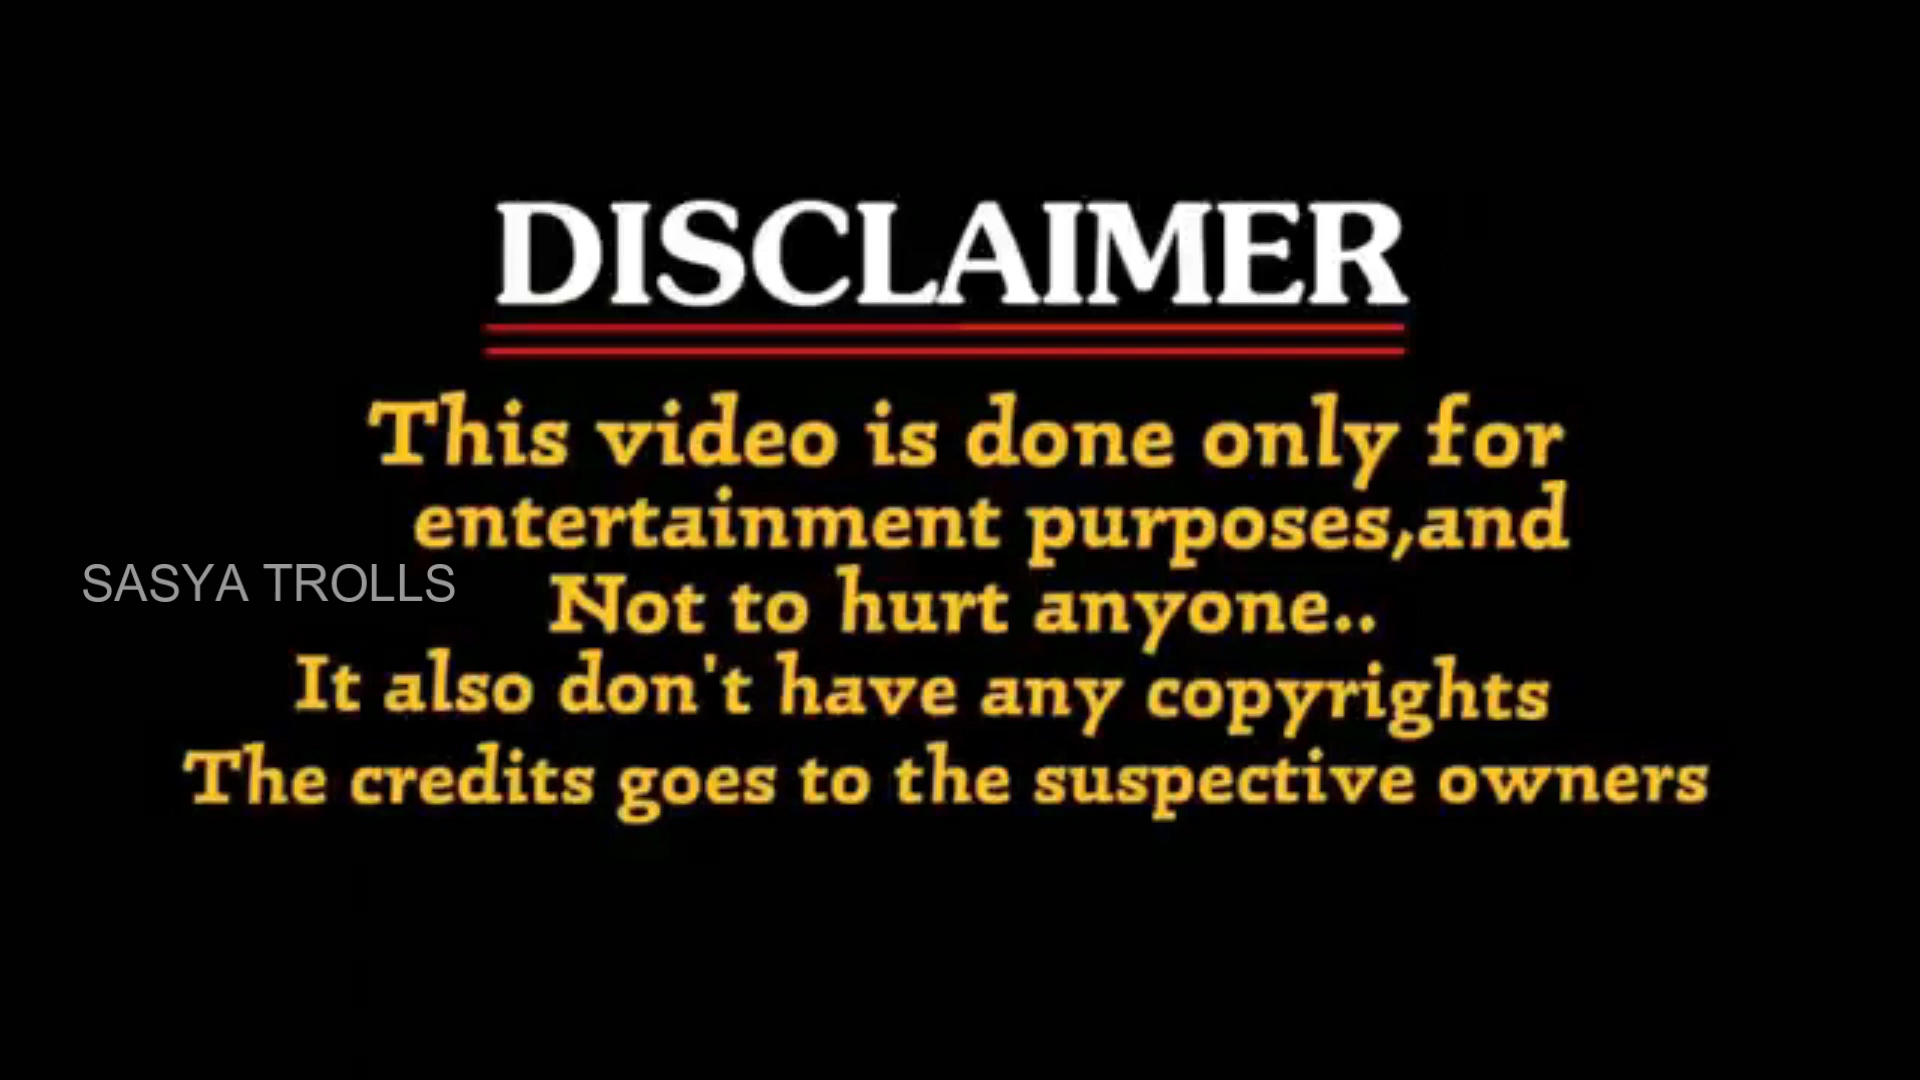 DISCLAIMER
This video is done only for
entertainment purposes,and
SASYA TROLLS
Not to hurt anyone..
It also don't have any copyrights
The credits goes to the suspective owners